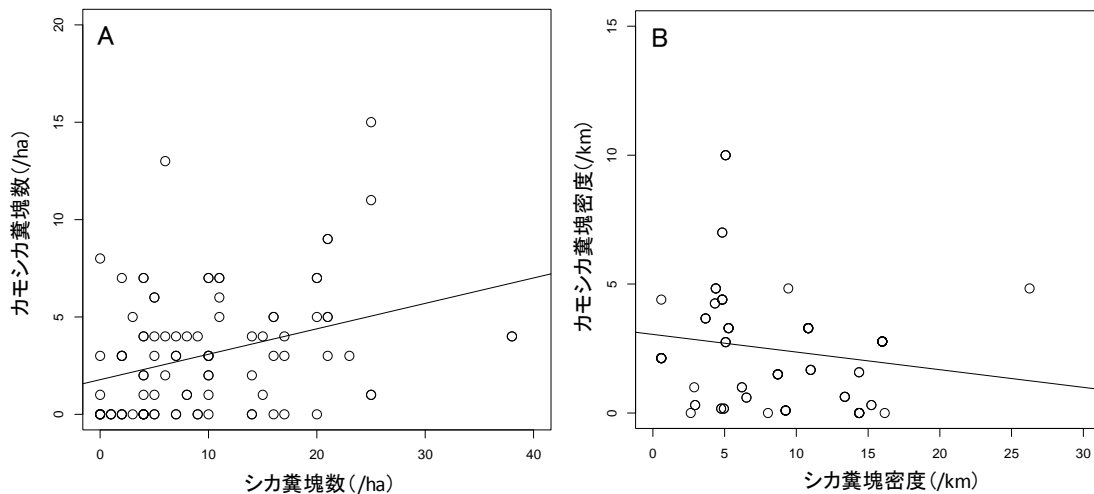 A
カモシカ糞塊数(/ha)
20
15
10
5
0
0 10 20 30 40
シカ糞塊数(/ha)
B
カモシカ糞塊密度(/km)
15
10
5
0
0 5 10 15 20 25 30
シカ糞塊密度(/km)